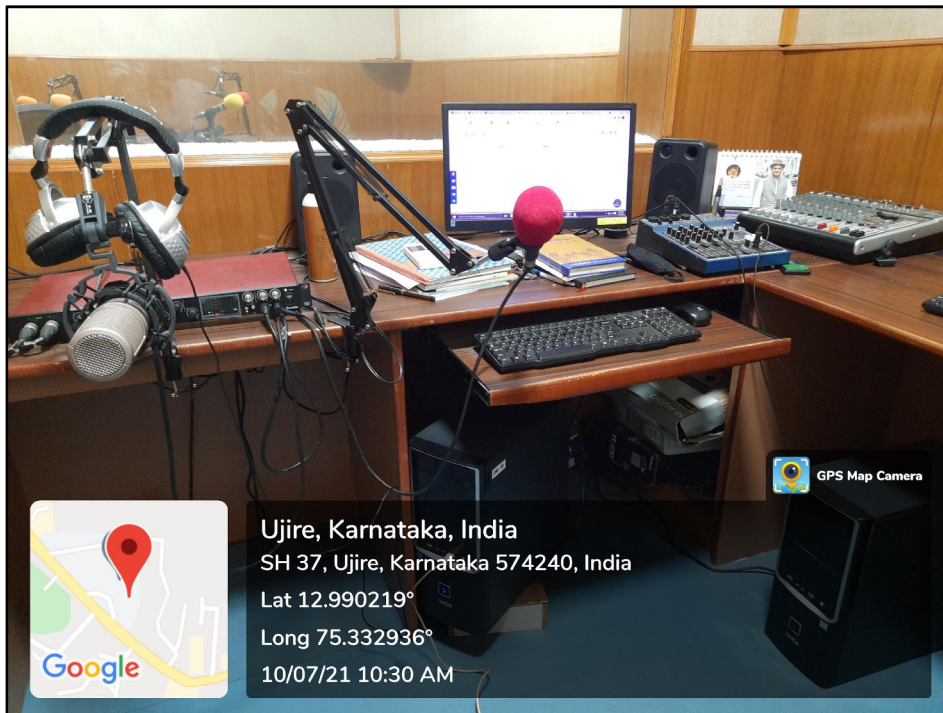 GPS Map Camera
Ujire, Karnataka, India
SH 37, Ujire, Karnataka 574240, India
Lat 12.990219°
Long 75.332936°
10/07/21 10:30 AM
Google